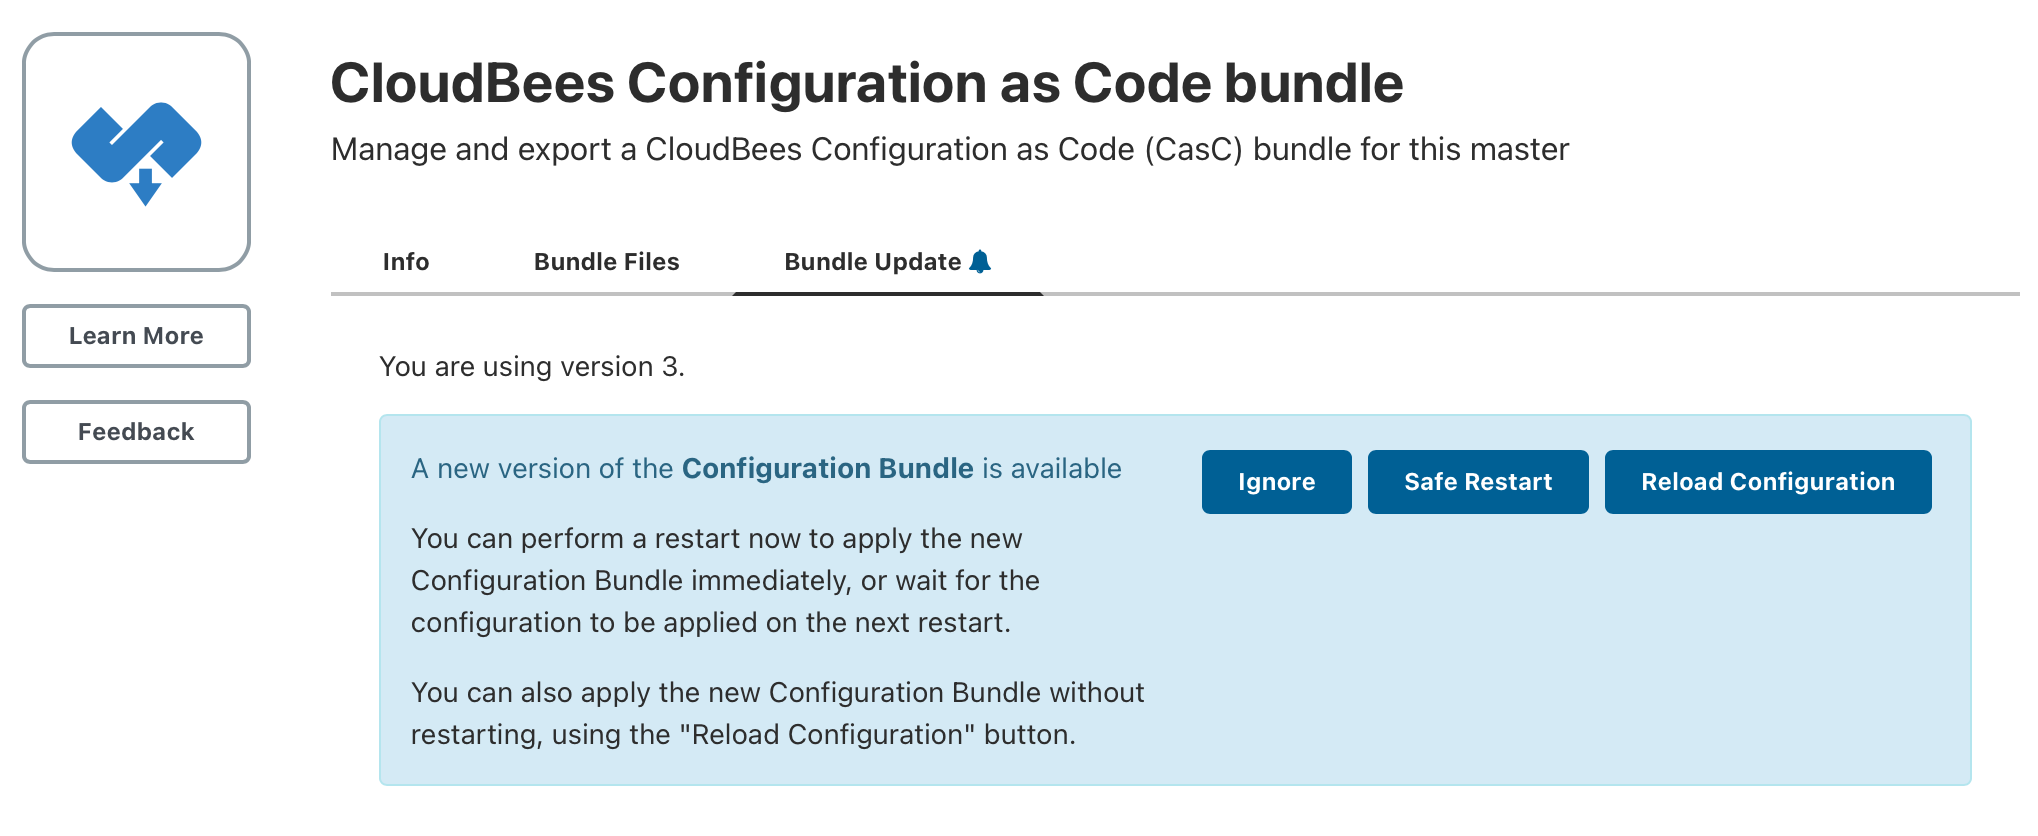 CloudBees Configuration as Code bundle
Manage and export a CloudBees Configuration as Code (CasC) bundle for this master
Learn More
Feedback
Info
Bundle Files
Bundle Update
You are using version 3.
A new version of the Configuration Bundle is available
Ignore
Safe Restart
Reload Configuration
You can perform a restart now to apply the new
Configuration Bundle immediately, or wait for the
configuration to be applied on the next restart.
You can also apply the new Configuration Bundle without
restarting, using the "Reload Configuration" button.